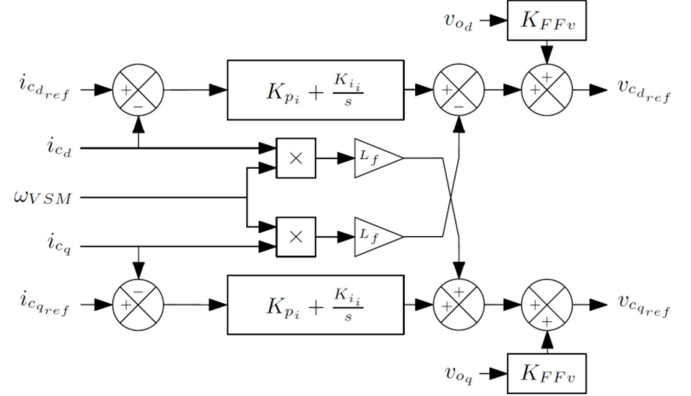 v_{o_d} K_{FFv}
i_{c_{d_{ref}}} + − K_{p_i} + \frac{K_{i_i}}{s} + − + + v_{c_{d_{ref}}}
i_{c_d} × L_f
ω_{VSM}
i_{c_q} × L_f
i_{c_{q_{ref}}} + − K_{p_i} + \frac{K_{i_i}}{s} + + + + v_{c_{q_{ref}}}
v_{o_q} K_{FFv}